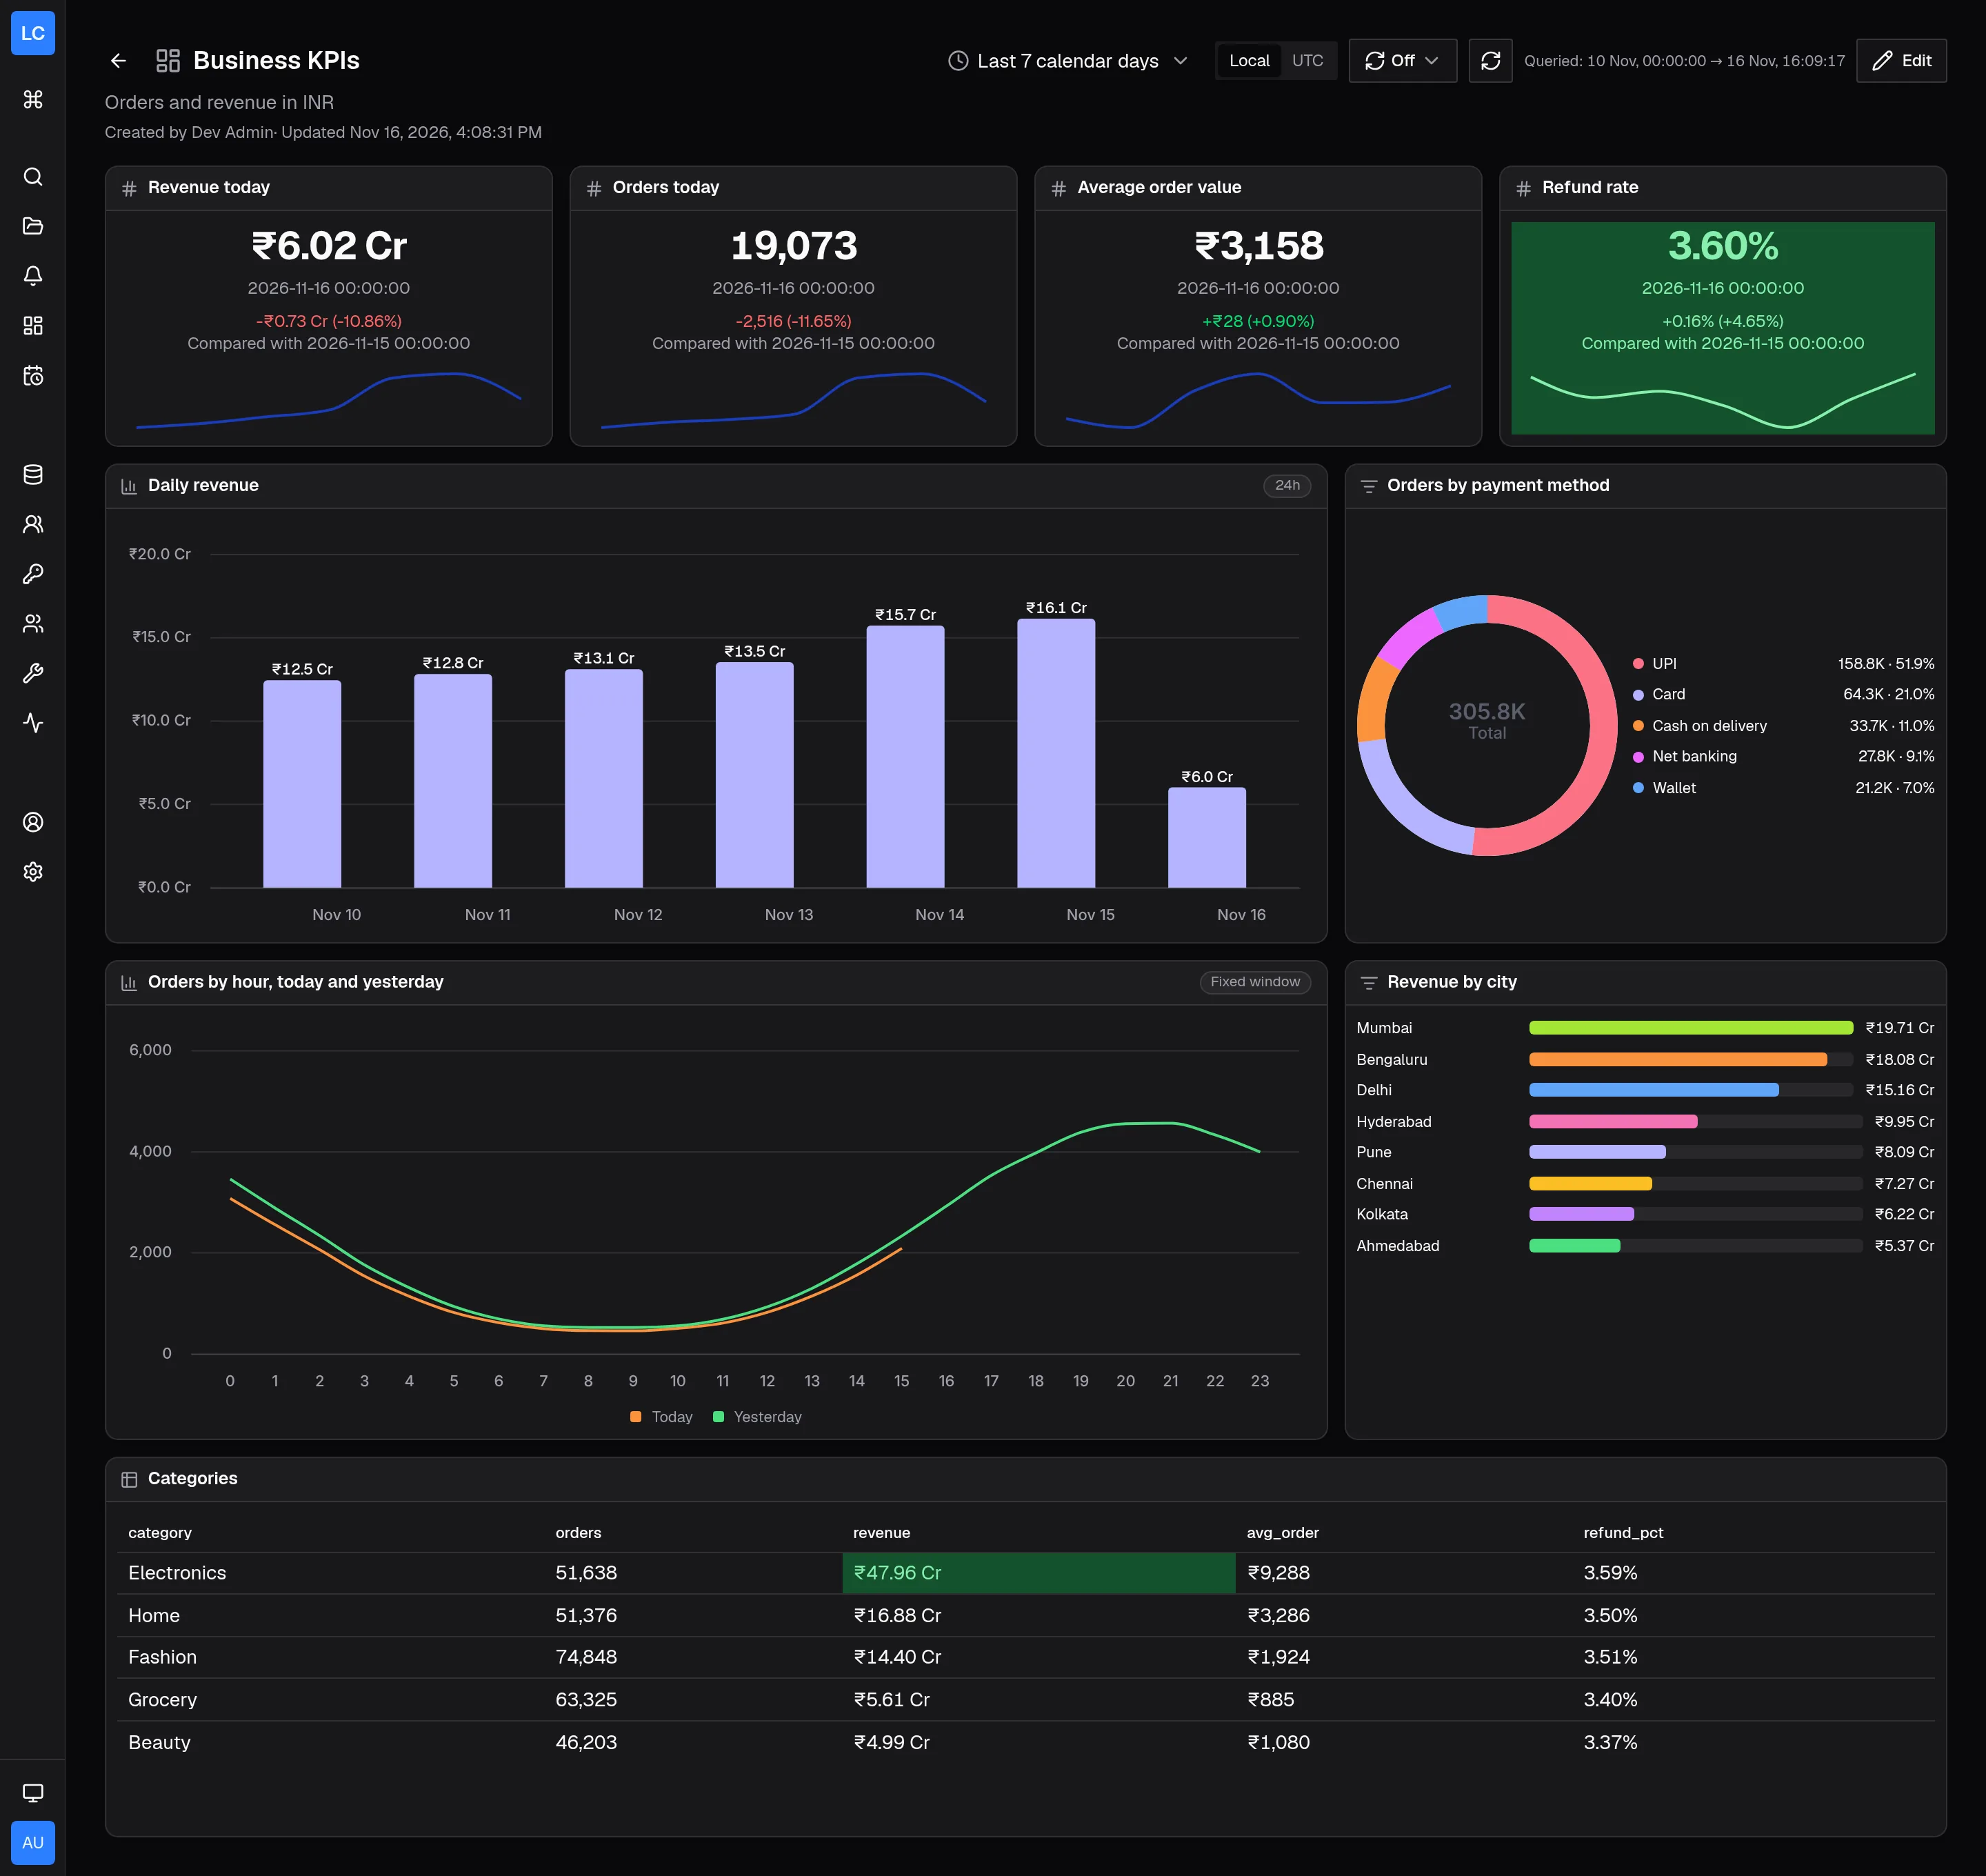 LC
Business KPIs
Last 7 calendar days
Local UTC
Off
Queried: 10 Nov, 00:00:00 → 16 Nov, 16:09:17
Edit
Orders and revenue in INR
Created by Dev Admin· Updated Nov 16, 2026, 4:08:31 PM
Revenue today
₹6.02 Cr
2026-11-16 00:00:00
-₹0.73 Cr (-10.86%)
Compared with 2026-11-15 00:00:00
Orders today
19,073
2026-11-16 00:00:00
-2,516 (-11.65%)
Compared with 2026-11-15 00:00:00
Average order value
₹3,158
2026-11-16 00:00:00
+₹28 (+0.90%)
Compared with 2026-11-15 00:00:00
Refund rate
3.60%
2026-11-16 00:00:00
+0.16% (+4.65%)
Compared with 2026-11-15 00:00:00
Daily revenue
24h
₹20.0 Cr
₹15.0 Cr
₹10.0 Cr
₹5.0 Cr
₹0.0 Cr
₹12.5 Cr
₹12.8 Cr
₹13.1 Cr
₹13.5 Cr
₹15.7 Cr
₹16.1 Cr
₹6.0 Cr
Nov 10 Nov 11 Nov 12 Nov 13 Nov 14 Nov 15 Nov 16
Orders by payment method
305.8K
Total
UPI 158.8K · 51.9%
Card 64.3K · 21.0%
Cash on delivery 33.7K · 11.0%
Net banking 27.8K · 9.1%
Wallet 21.2K · 7.0%
Orders by hour, today and yesterday
Fixed window
6,000
4,000
2,000
0
0 1 2 3 4 5 6 7 8 9 10 11 12 13 14 15 16 17 18 19 20 21 22 23
Today Yesterday
Revenue by city
Mumbai ₹19.71 Cr
Bengaluru ₹18.08 Cr
Delhi ₹15.16 Cr
Hyderabad ₹9.95 Cr
Pune ₹8.09 Cr
Chennai ₹7.27 Cr
Kolkata ₹6.22 Cr
Ahmedabad ₹5.37 Cr
Categories
category orders revenue avg_order refund_pct
Electronics 51,638 ₹47.96 Cr ₹9,288 3.59%
Home 51,376 ₹16.88 Cr ₹3,286 3.50%
Fashion 74,848 ₹14.40 Cr ₹1,924 3.51%
Grocery 63,325 ₹5.61 Cr ₹885 3.40%
Beauty 46,203 ₹4.99 Cr ₹1,080 3.37%
AU